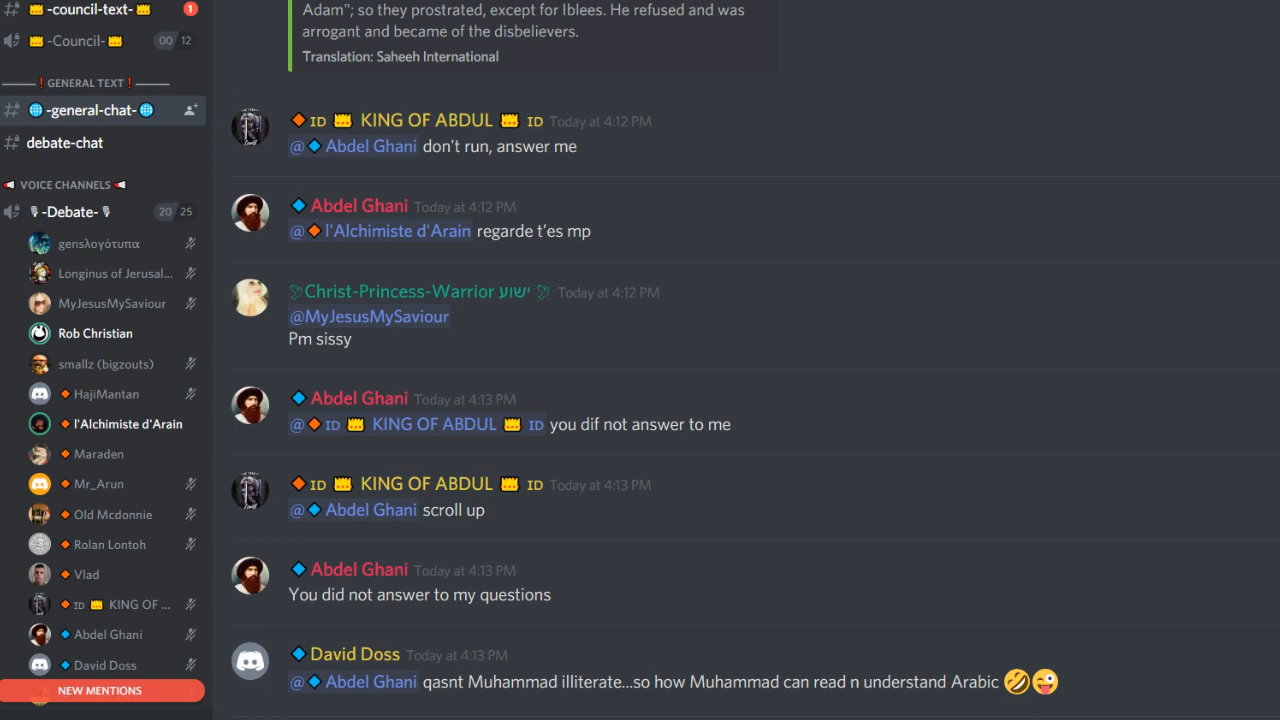 -council-text-
1
-Council-
00 12
GENERAL TEXT
-general-chat-
debate-chat
VOICE CHANNELS
-Debate-
20 25
gensλογότυπα
Longinus of Jerusal...
MyJesusMySaviour
Rob Christian
smallz (bigzouts)
HajiMantan
l'Alchimiste d'Arain
Maraden
Mr_Arun
Old Mcdonnie
Rolan Lontoh
Vlad
ID KING OF ...
Abdel Ghani
David Doss
NEW MENTIONS
Adam"; so they prostrated, except for Iblees. He refused and was
arrogant and became of the disbelievers.
Translation: Saheeh International
ID KING OF ABDUL ID Today at 4:12 PM
@ Abdel Ghani don't run, answer me
Abdel Ghani Today at 4:12 PM
@ l'Alchimiste d'Arain regarde t'es mp
Christ-Princess-Warrior ישוע Today at 4:12 PM
@MyJesusMySaviour
Pm sissy
Abdel Ghani Today at 4:13 PM
@ ID KING OF ABDUL ID you dif not answer to me
ID KING OF ABDUL ID Today at 4:13 PM
@ Abdel Ghani scroll up
Abdel Ghani Today at 4:13 PM
You did not answer to my questions
David Doss Today at 4:13 PM
@ Abdel Ghani qasnt Muhammad illiterate...so how Muhammad can read n understand Arabic